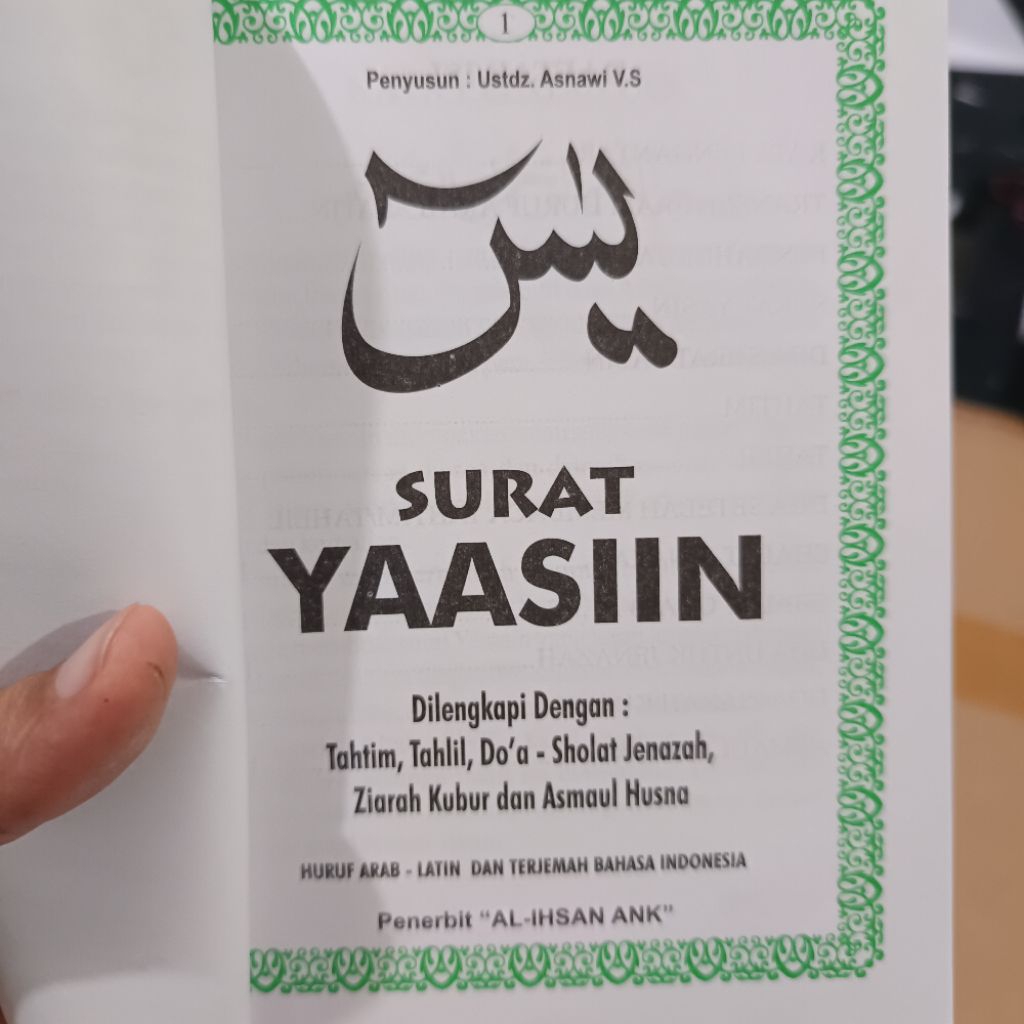 1
Penyusun : Ustdz. Asnawi V.S
يٰسٓ
SURAT
YAASIIN
Dilengkapi Dengan :
Tahtim, Tahlil, Do'a - Sholat Jenazah,
Ziarah Kubur dan Asmaul Husna
HURUF ARAB - LATIN DAN TERJEMAH BAHASA INDONESIA
Penerbit "AL-IHSAN ANK"